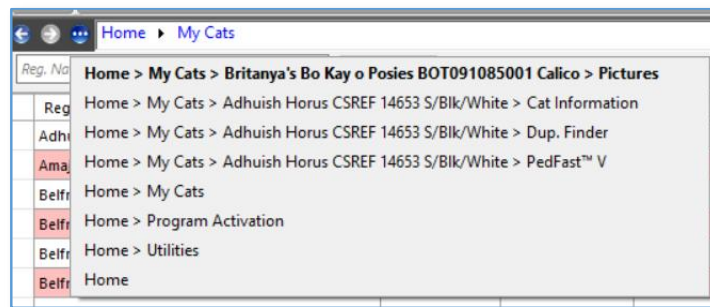 Home ▸ My Cats
Reg. Na
Home > My Cats > Britanya's Bo Kay o Posies BOT091085001 Calico > Pictures
Reg
Home > My Cats > Adhuish Horus CSREF 14653 S/Blk/White > Cat Information
Adhu
Home > My Cats > Adhuish Horus CSREF 14653 S/Blk/White > Dup. Finder
Amaj
Home > My Cats > Adhuish Horus CSREF 14653 S/Blk/White > PedFast™ V
Belfr
Home > My Cats
Belfr
Home > Program Activation
Belfr
Home > Utilities
Belfr
Home